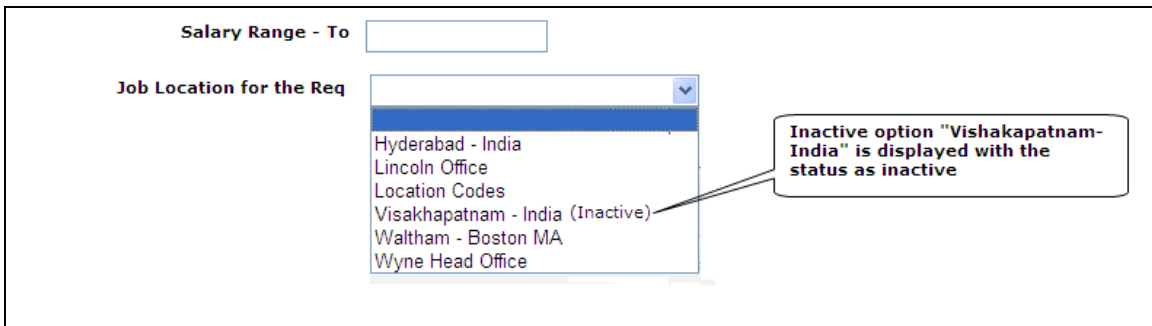 Salary Range - To
Job Location for the Req
Hyderabad - India
Lincoln Office
Location Codes
Visakhapatnam - India (Inactive)
Waltham - Boston MA
Wyne Head Office
Inactive option "Vishakapatnam-
India" is displayed with the
status as inactive